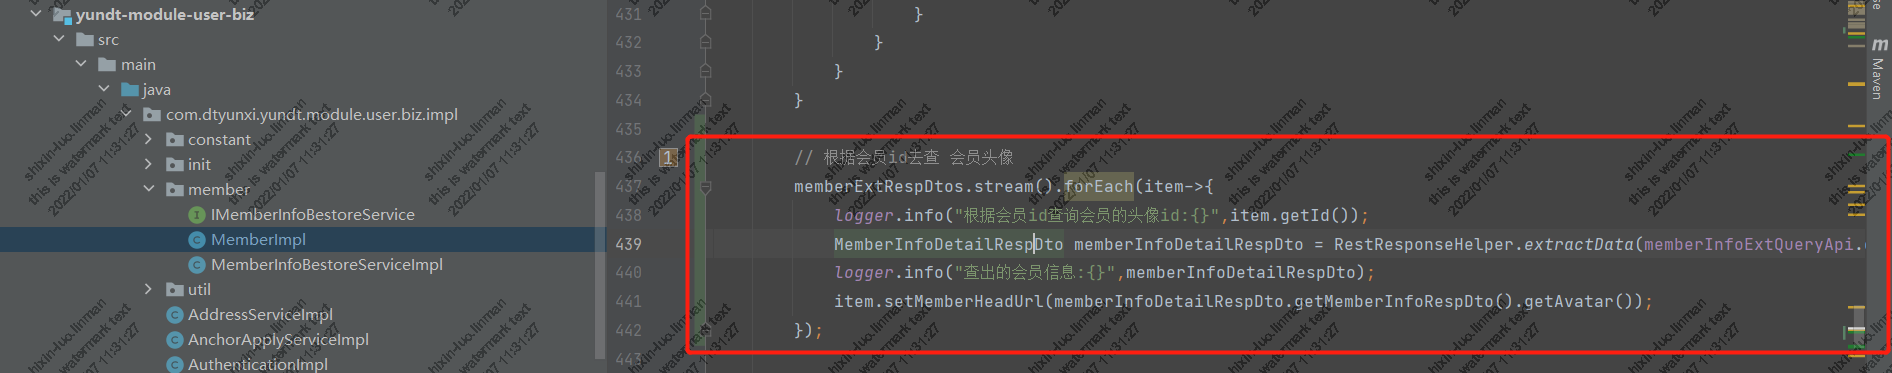 yundt-module-user-biz
src
main
java
com.dtyunxi.yundt.module.user.biz.impl
constant
init
member
IMemberInfoBestoreService
MemberImpl
MemberInfoBestoreServiceImpl
util
AddressServiceImpl
AnchorApplyServiceImpl
AuthenticationImpl
431 }
432 }
433 }
434 }
435
436 // 根据会员id去查 会员头像
437 memberExtRespDtos.stream().forEach(item->{
438 logger.info("根据会员id查询会员的头像id:{}",item.getId());
439 MemberInfoDetailRespDto memberInfoDetailRespDto = RestResponseHelper.extractData(memberInfoExtQueryApi.
440 logger.info("查出的会员信息:{}",memberInfoDetailRespDto);
441 item.setMemberHeadUrl(memberInfoDetailRespDto.getMemberInfoRespDto().getAvatar());
442 });
443
1
m Maven
shixin-luo.linman
this is watermark text
2022/01/07 11:31:27